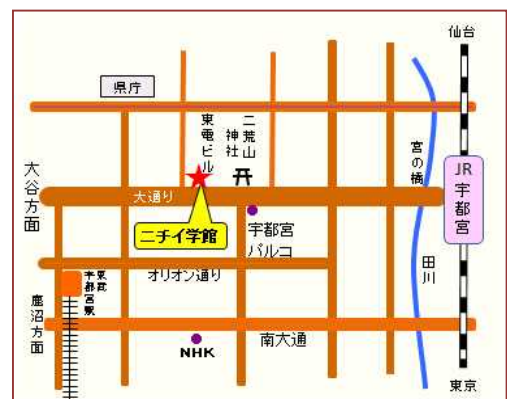 仙台
県庁
東電ビル
二荒山
神社
宮の橋
JR
宇都宮
大谷方面
大通り
ニチイ学館
宇都宮
パルコ
オリオン通り
東武
宇都宮駅
田川
鹿沼方面
南大通
NHK
東京